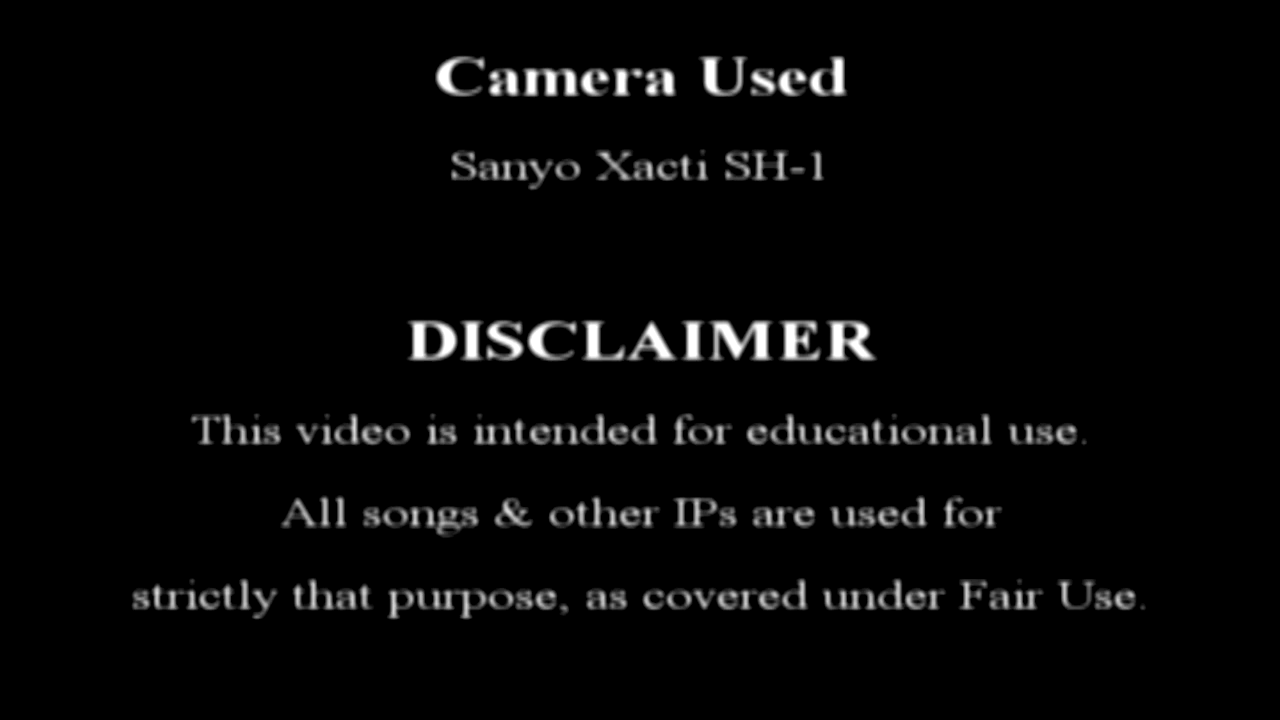 Camera Used
Sanyo Xacti SH-1
DISCLAIMER
This video is intended for educational use.
All songs & other IPs are used for
strictly that purpose, as covered under Fair Use.